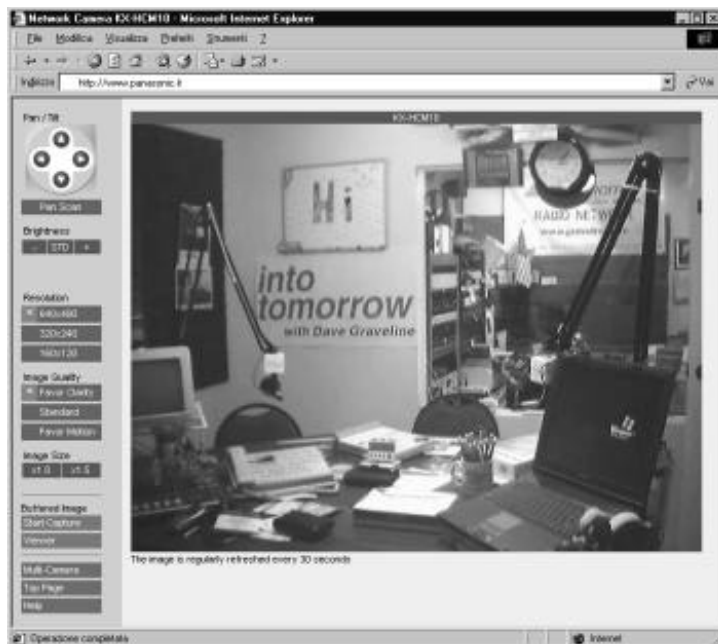 Network Camera KX-HCM10 - Microsoft Internet Explorer
File Modifica Visualizza Preferiti Strumenti ?
Indirizzo http://www.panasonic.it Vai
Pan / Tilt
Pan Scan
Brightness
- STD +
Resolution
640x480
320x240
160x120
Image Quality
Favor Clarity
Standard
Favor Motion
Image Size
x1.0 x1.5
Buffered Image
Start Capture
Viewer
Multi-Camera
Top Page
Help
KX-HCM10
Hi
into
tomorrow
with Dave Graveline
RADIO NETWORK
The image is regularly refreshed every 30 seconds
Operazione completata Internet